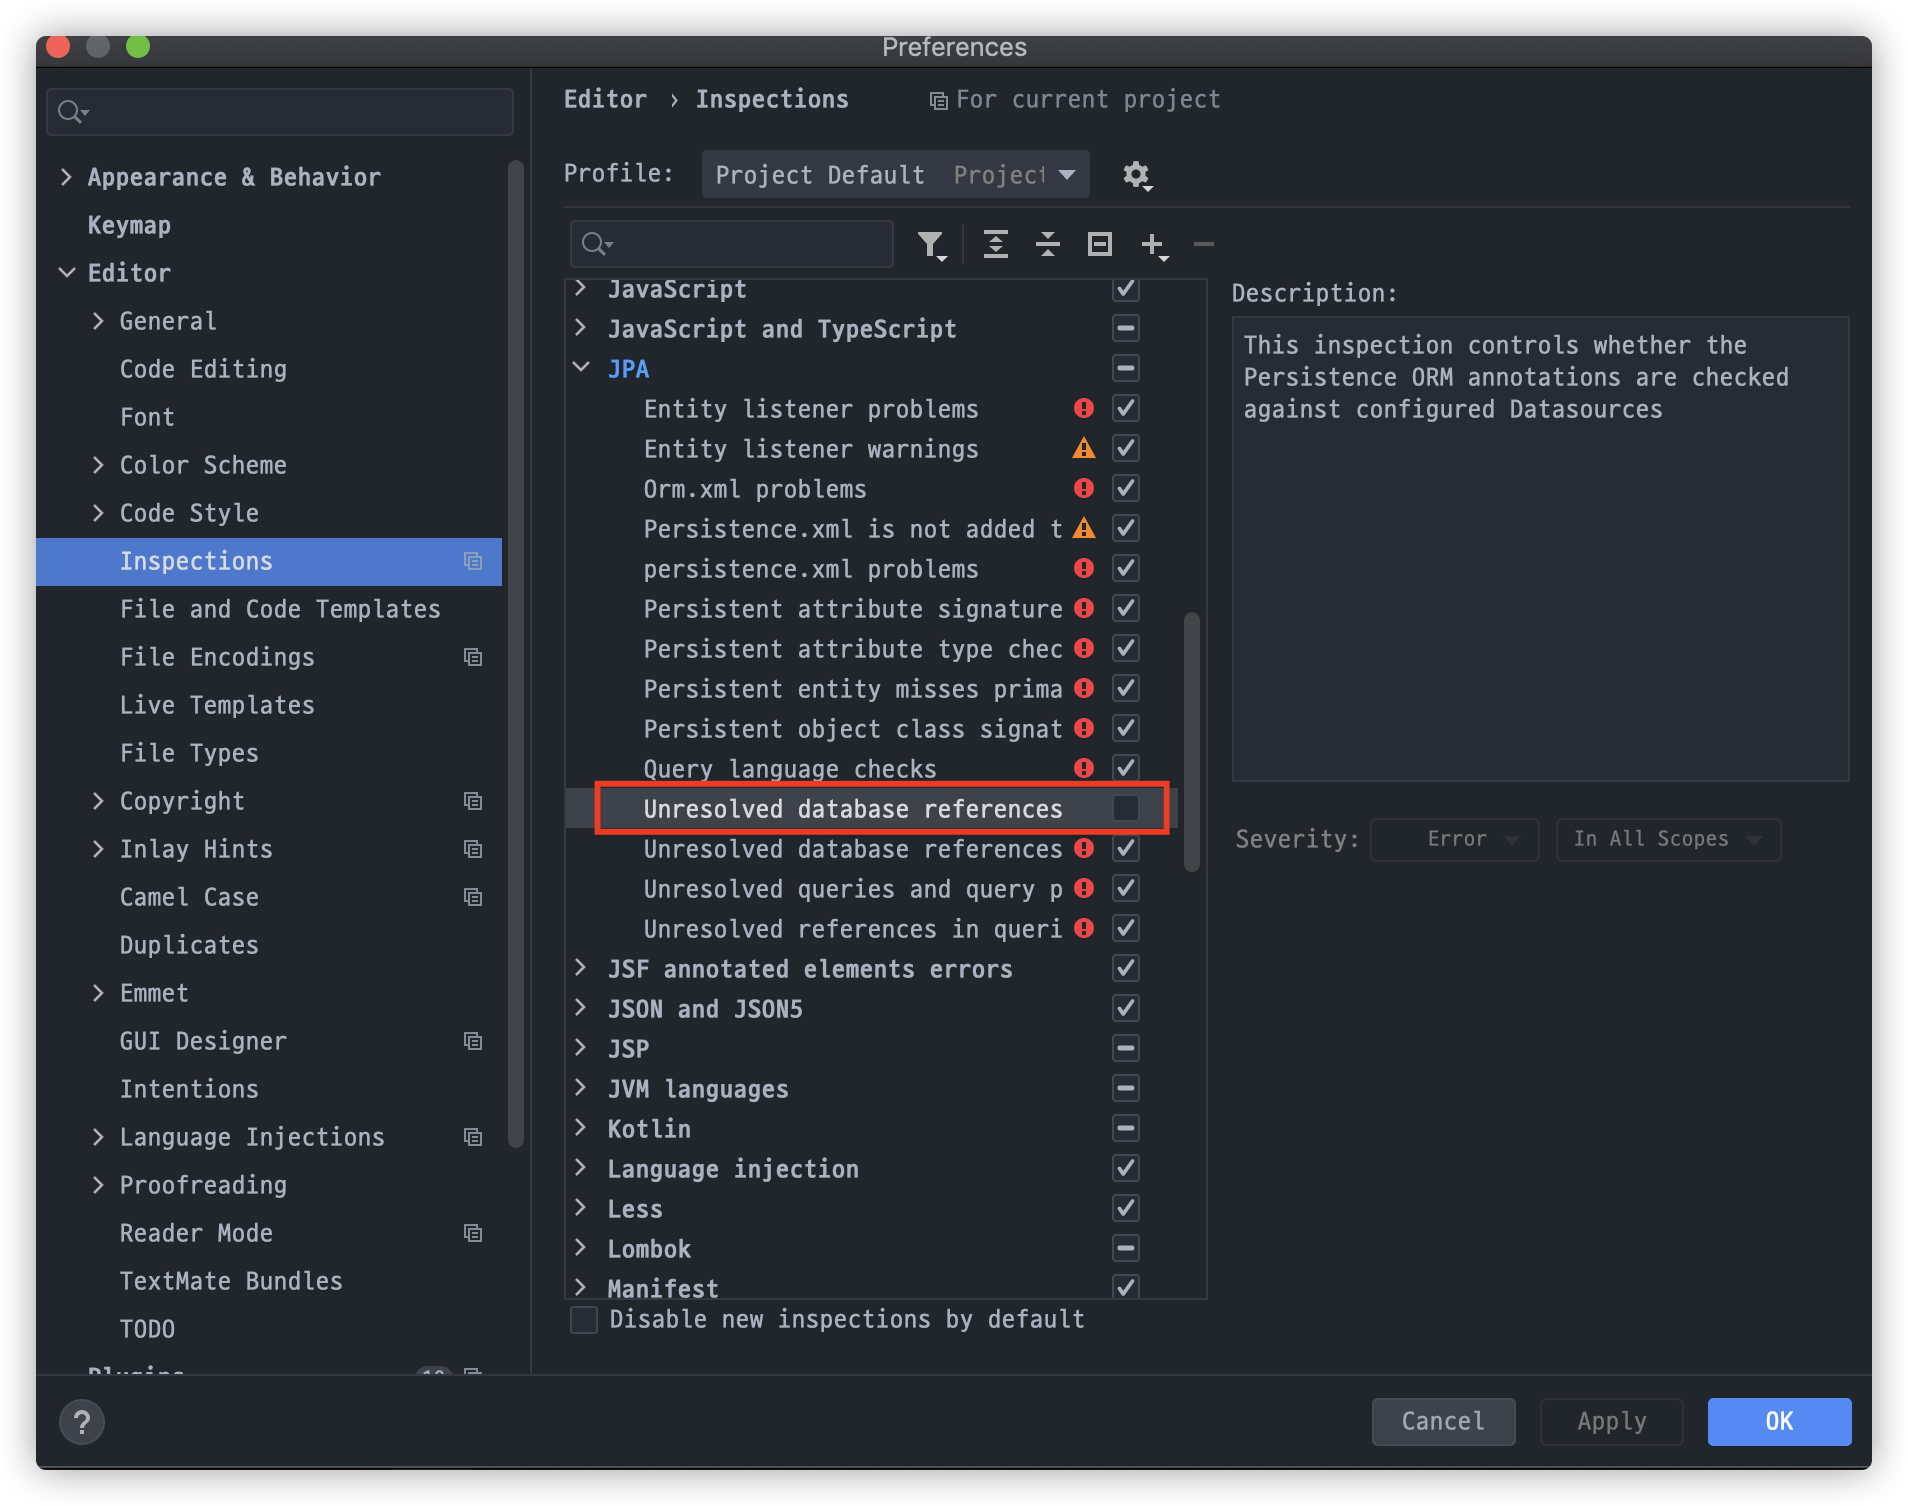 Preferences
Appearance & Behavior
Keymap
Editor
General
Code Editing
Font
Color Scheme
Code Style
Inspections
File and Code Templates
File Encodings
Live Templates
File Types
Copyright
Inlay Hints
Camel Case
Duplicates
Emmet
GUI Designer
Intentions
Language Injections
Proofreading
Reader Mode
TextMate Bundles
TODO
Plugins
Editor › Inspections
For current project
Profile:
Project Default Project
JavaScript
JavaScript and TypeScript
JPA
Entity listener problems
Entity listener warnings
Orm.xml problems
Persistence.xml is not added t
persistence.xml problems
Persistent attribute signature
Persistent attribute type chec
Persistent entity misses prima
Persistent object class signat
Query language checks
Unresolved database references
Unresolved database references
Unresolved queries and query p
Unresolved references in queri
JSF annotated elements errors
JSON and JSON5
JSP
JVM languages
Kotlin
Language injection
Less
Lombok
Manifest
Disable new inspections by default
Description:
This inspection controls whether the
Persistence ORM annotations are checked
against configured Datasources
Severity:
Error
In All Scopes
?
Cancel
Apply
OK